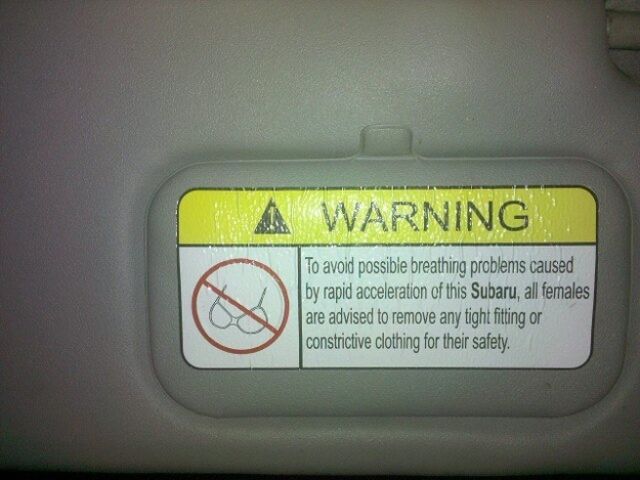 WARNING
To avoid possible breathing problems caused
by rapid acceleration of this Subaru, all females
are advised to remove any tight fitting or
constrictive clothing for their safety.